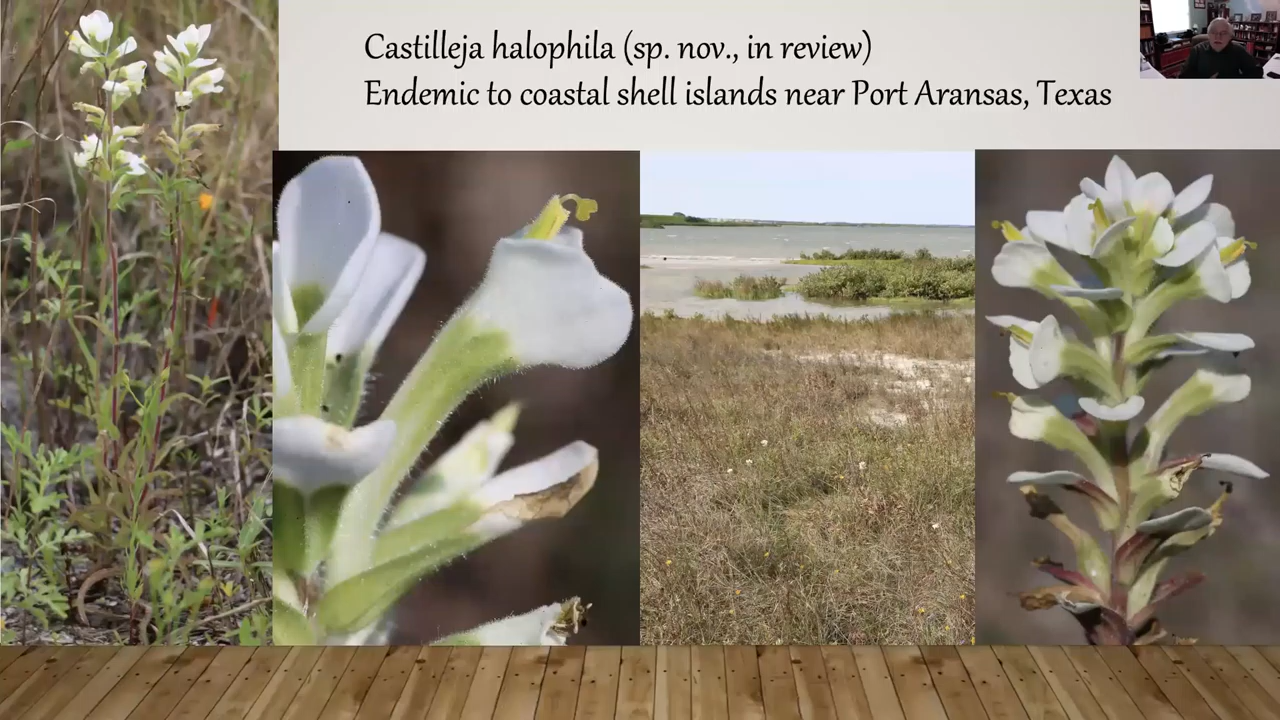 Castilleja halophila (sp. nov., in review)
Endemic to coastal shell islands near Port Aransas, Texas